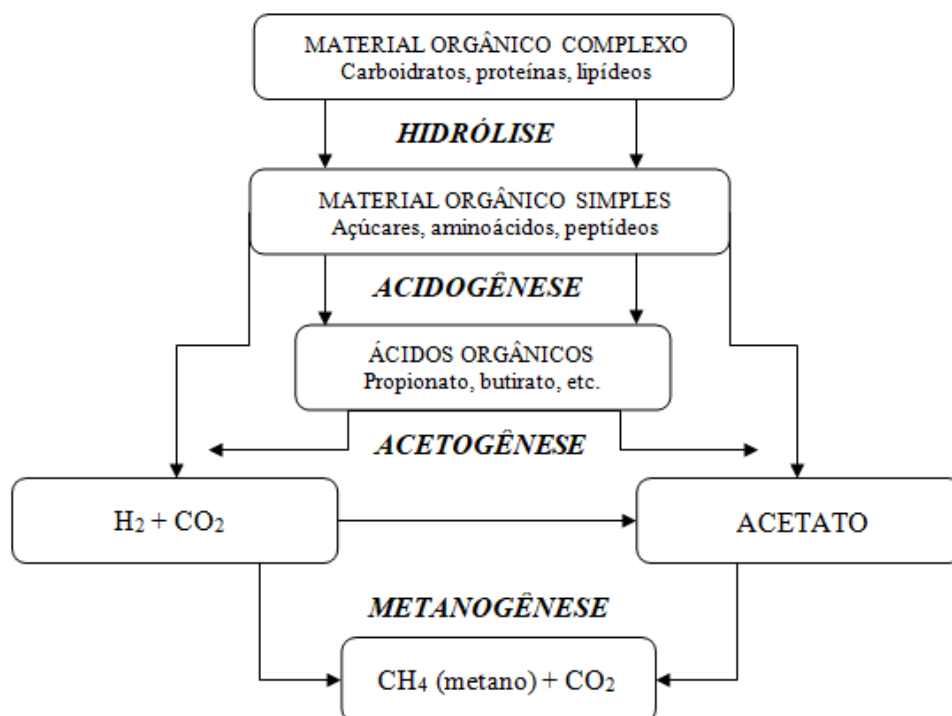 MATERIAL ORGÂNICO COMPLEXO
Carboidratos, proteínas, lipídeos
HIDRÓLISE
MATERIAL ORGÂNICO SIMPLES
Açúcares, aminoácidos, peptídeos
ACIDOGÊNESE
ÁCIDOS ORGÂNICOS
Propionato, butirato, etc.
ACETOGÊNESE
H₂ + CO₂
ACETATO
METANOGÊNESE
CH₄ (metano) + CO₂